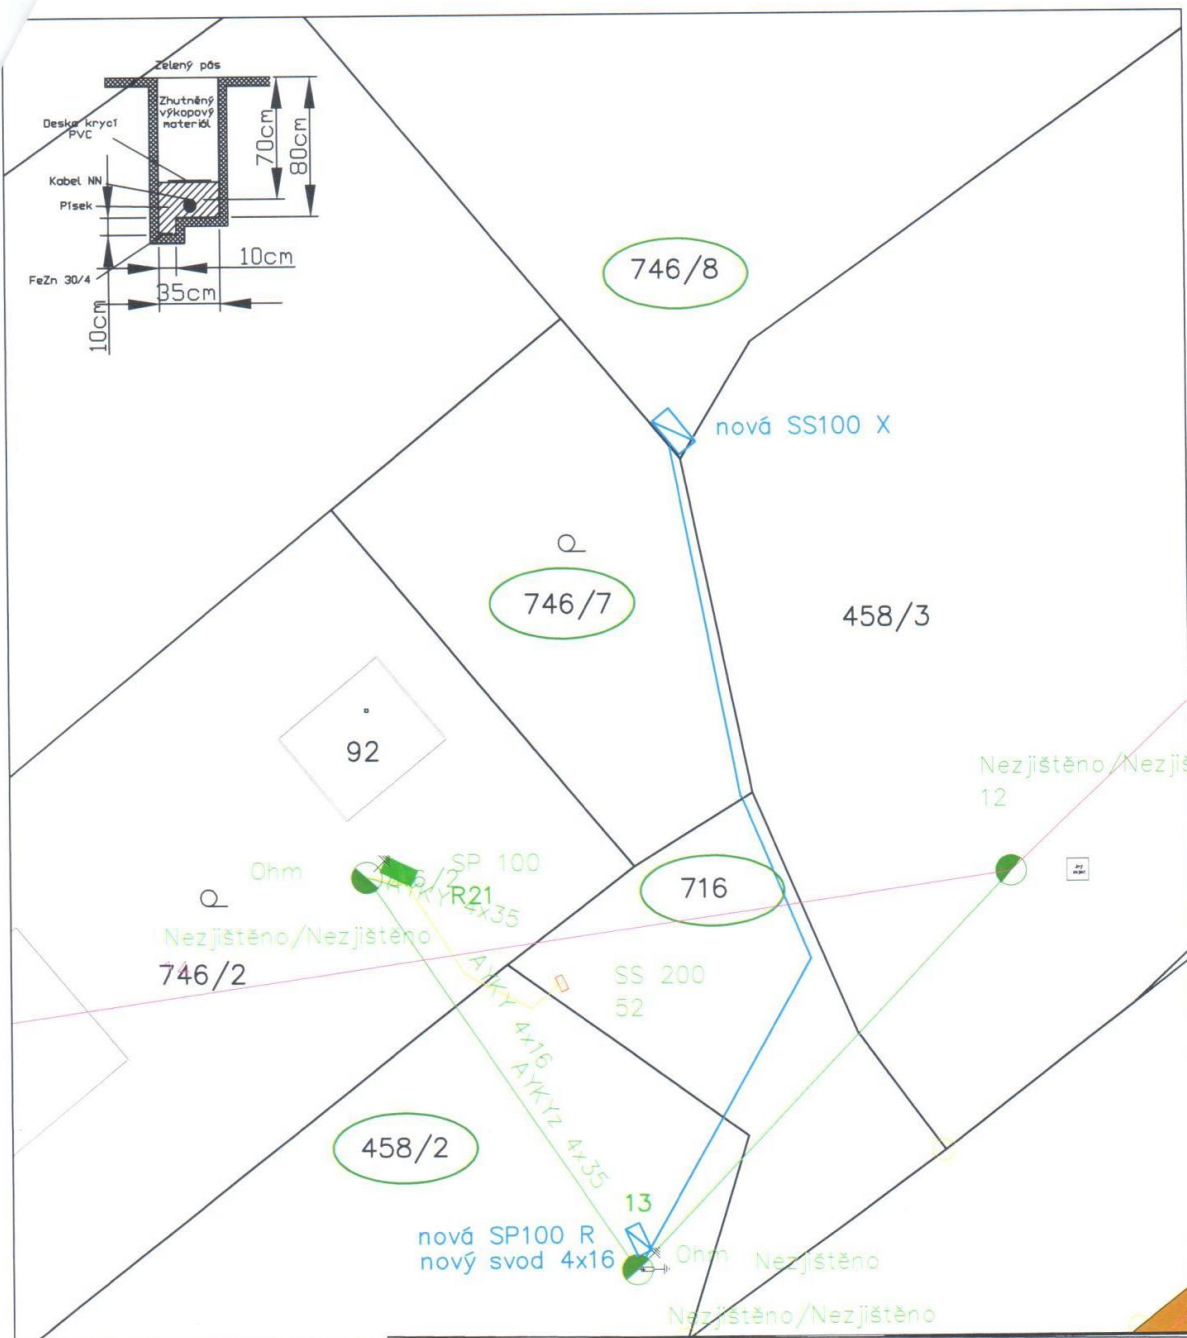 Zelený pás
Zhutněný
výkopový
materiál
Deska krycí
PVC
Kabel NN
Písek
FeZn 30/4
70cm
80cm
10cm
35cm
10cm
746/8
nová SS100 X
746/7
458/3
92
Nezjištěno/Nezjiš
12
Ohm
SP 100
R21
AYKY 4x35
716
Nezjištěno/Nezjištěno
746/2
SS 200
52
AYKY 4x16
AYKYz 4x35
458/2
13
nová SP100 R
nový svod 4x16
Ohm
Nezjištěno
Nezjištěno/Nezjištěno